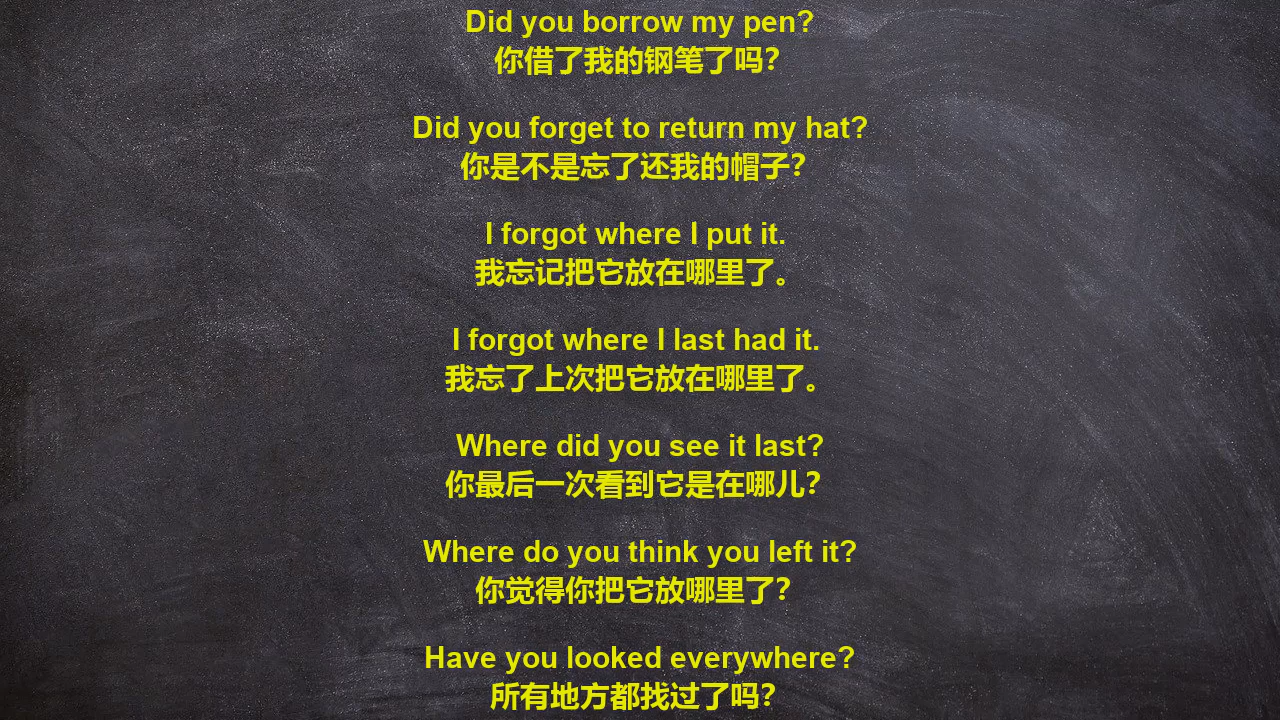 Did you borrow my pen?
你借了我的钢笔了吗?
Did you forget to return my hat?
你是不是忘了还我的帽子?
I forgot where I put it.
我忘记把它放在哪里了。
I forgot where I last had it.
我忘了上次把它放在哪里了。
Where did you see it last?
你最后一次看到它是在哪儿?
Where do you think you left it?
你觉得你把它放哪里了?
Have you looked everywhere?
所有地方都找过了吗?